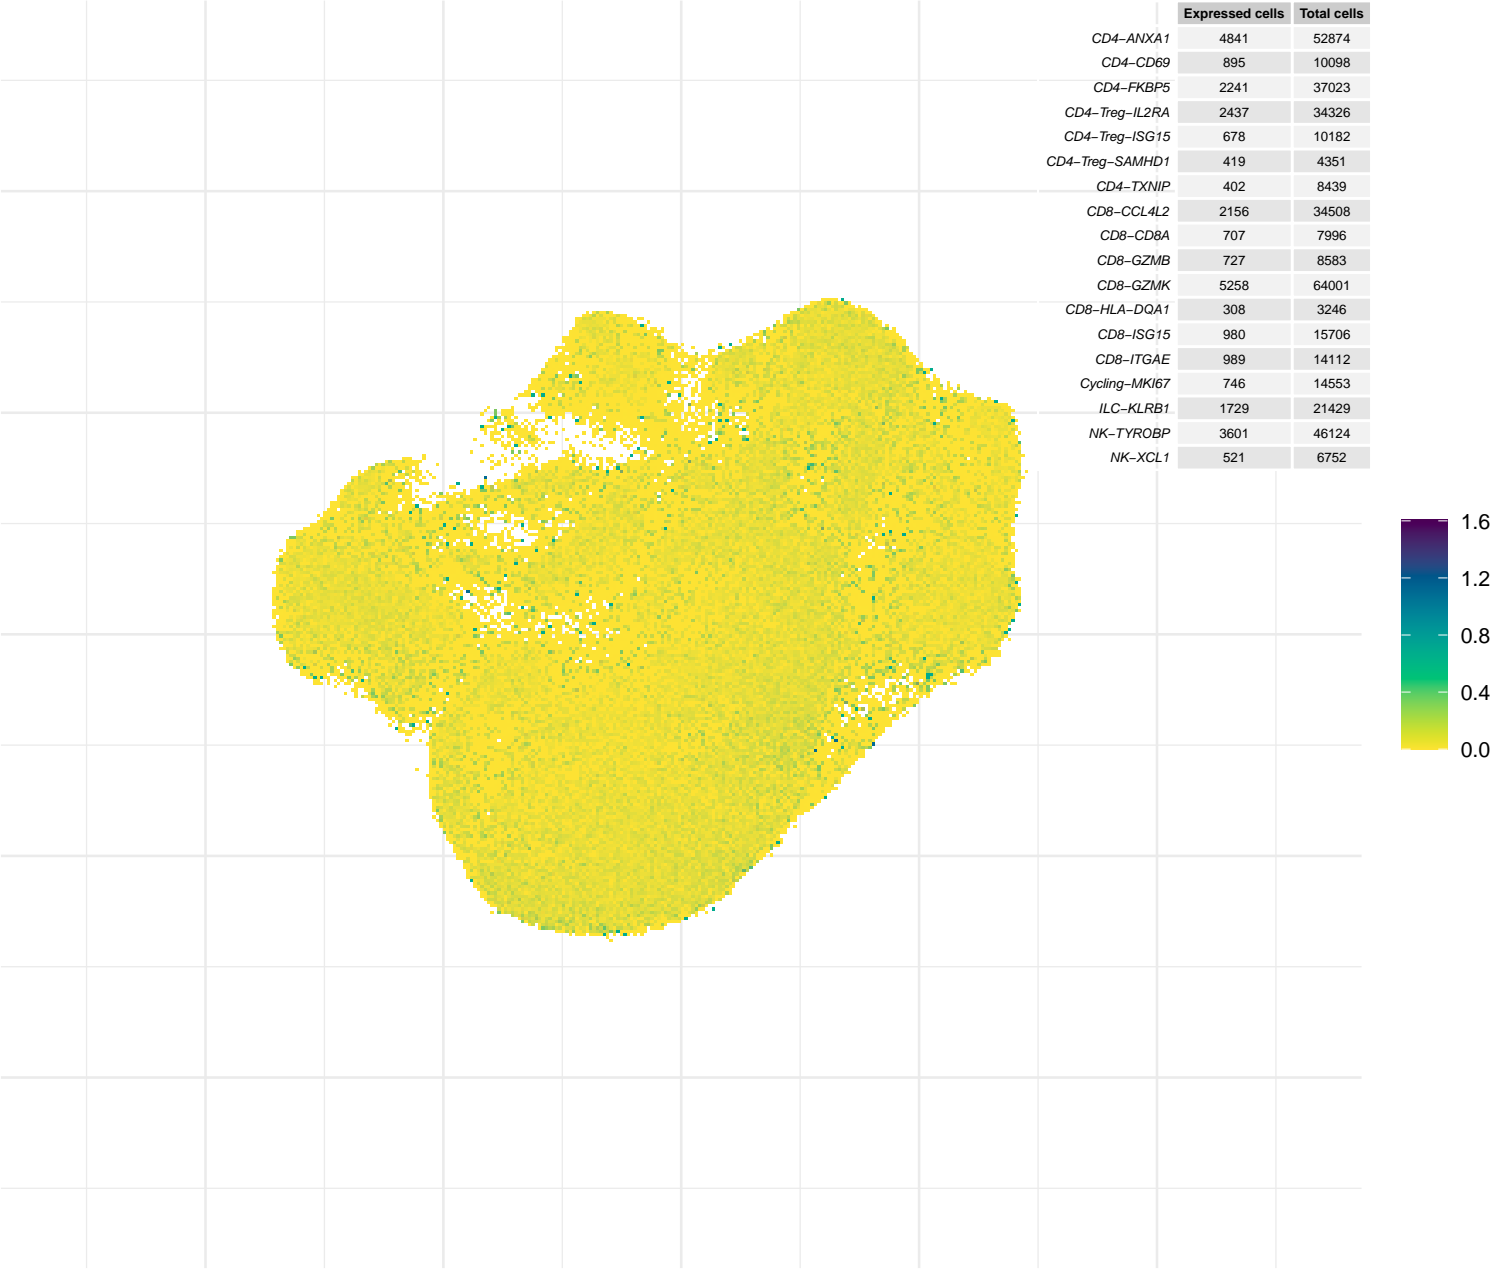 Expressed cells Total cells
CD4−ANXA1 4841 52874
CD4−CD69 895 10098
CD4−FKBP5 2241 37023
CD4−Treg−IL2RA 2437 34326
CD4−Treg−ISG15 678 10182
CD4−Treg−SAMHD1 419 4351
CD4−TXNIP 402 8439
CD8−CCL4L2 2156 34508
CD8−CD8A 707 7996
CD8−GZMB 727 8583
CD8−GZMK 5258 64001
CD8−HLA−DQA1 308 3246
CD8−ISG15 980 15706
CD8−ITGAE 989 14112
Cycling−MKI67 746 14553
ILC−KLRB1 1729 21429
NK−TYROBP 3601 46124
NK−XCL1 521 6752
1.6
1.2
0.8
0.4
0.0